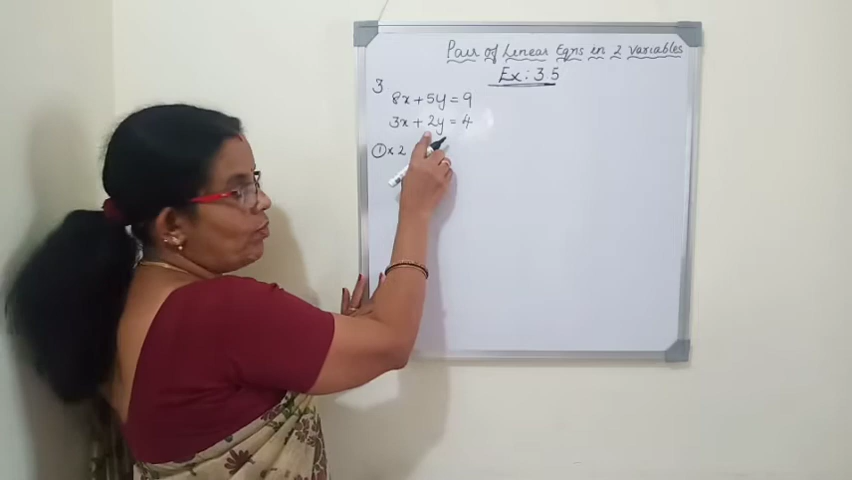 Pair of Linear Eqns in 2 Variables
Ex: 3.5
3
8x + 5y = 9
3x + 2y = 4
① x 2